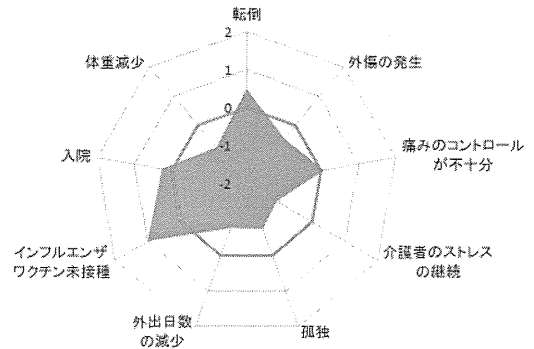 転倒
2
1
0
-1
-2
外傷の発生
痛みのコントロール
が不十分
介護者のストレス
の継続
孤独
外出日数
の減少
インフルエンザ
ワクチン未接種
入院
体重減少